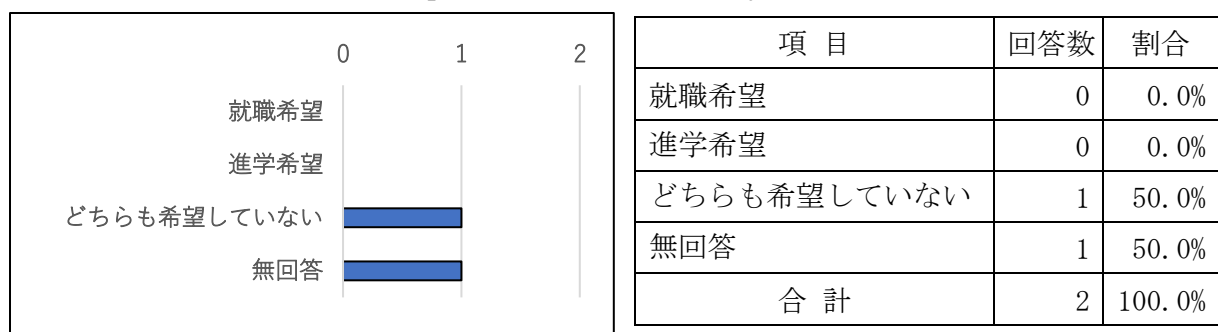 0 1 2
就職希望
進学希望
どちらも希望していない
無回答
項 目 回答数 割合
就職希望 0 0.0%
進学希望 0 0.0%
どちらも希望していない 1 50.0%
無回答 1 50.0%
合 計 2 100.0%